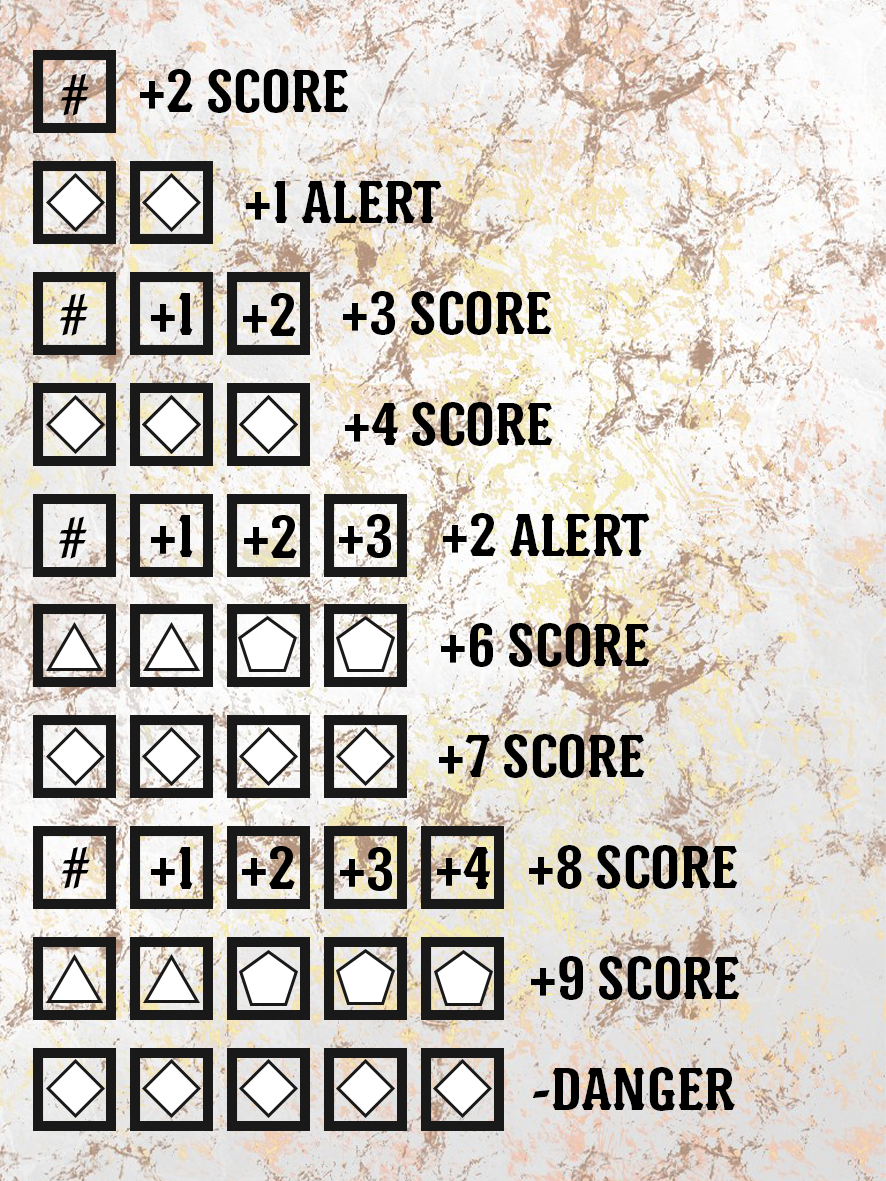 # +2 SCORE
+1 ALERT
# +1 +2 +3 SCORE
+4 SCORE
# +1 +2 +3 +2 ALERT
+6 SCORE
+7 SCORE
# +1 +2 +3 +4 +8 SCORE
+9 SCORE
-DANGER